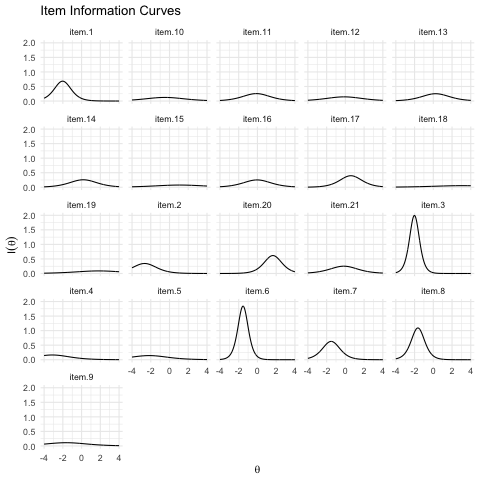 Item Information Curves
item.1 item.10 item.11 item.12 item.13
2.0
1.5
1.0
0.5
0.0
item.14 item.15 item.16 item.17 item.18
2.0
1.5
1.0
0.5
0.0
item.19 item.2 item.20 item.21 item.3
2.0
1.5
1.0
0.5
0.0
I(θ)
item.4 item.5 item.6 item.7 item.8
2.0
1.5
1.0
0.5
0.0
-4 -2 0 2 4 -4 -2 0 2 4 -4 -2 0 2 4 -4 -2 0 2 4
item.9
2.0
1.5
1.0
0.5
0.0
-4 -2 0 2 4
θ